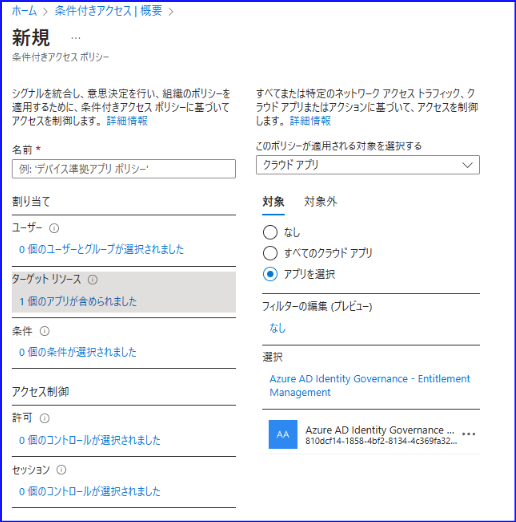 ホーム > 条件付きアクセス | 概要 >
新規 …
条件付きアクセス ポリシー
シグナルを統合し、意思決定を行い、組織のポリシーを
適用するために、条件付きアクセス ポリシーに基づいて
アクセスを制御します。 詳細情報
名前 *
例: 'デバイス準拠アプリ ポリシー'
割り当て
ユーザー
0 個のユーザーとグループが選択されました
ターゲット リソース
1 個のアプリが含められました
条件
0 個の条件が選択されました
アクセス制御
許可
0 個のコントロールが選択されました
セッション
0 個のコントロールが選択されました
すべてまたは特定のネットワーク アクセス トラフィック、ク
ラウド アプリまたはアクションに基づいて、アクセスを制御
します。 詳細情報
このポリシーが適用される対象を選択する
クラウド アプリ
対象 対象外
なし
すべてのクラウド アプリ
アプリを選択
フィルターの編集 (プレビュー)
なし
選択
Azure AD Identity Governance - Entitlement
Management
AA
Azure AD Identity Governance ...
810dcf14-1858-4bf2-8134-4c369fa32...